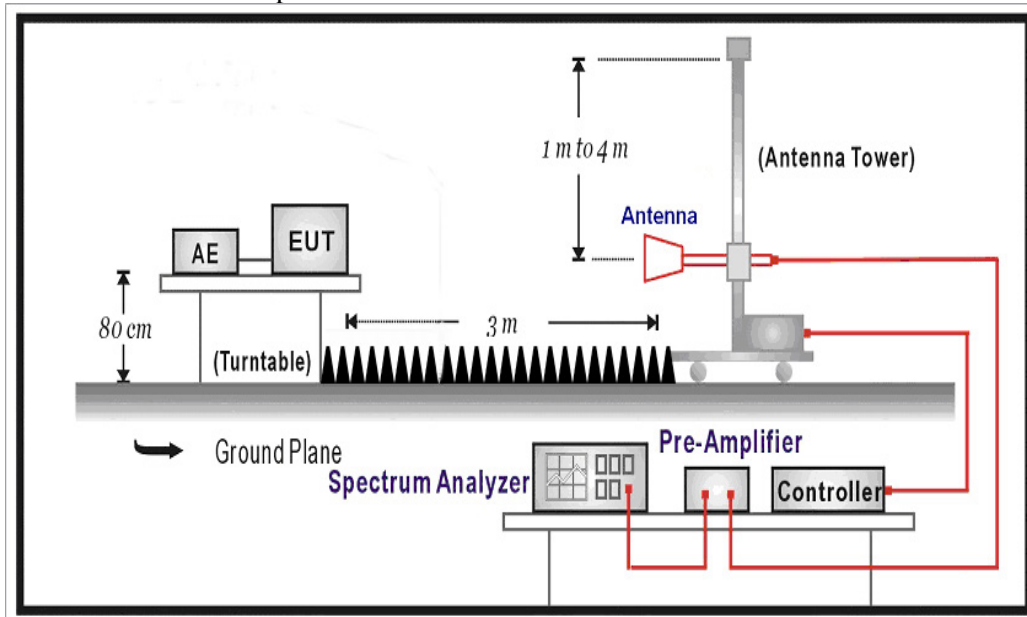 1 m to 4 m
(Antenna Tower)
Antenna
AE
EUT
80 cm
3 m
(Turntable)
Ground Plane
Pre-Amplifier
Spectrum Analyzer
Controller